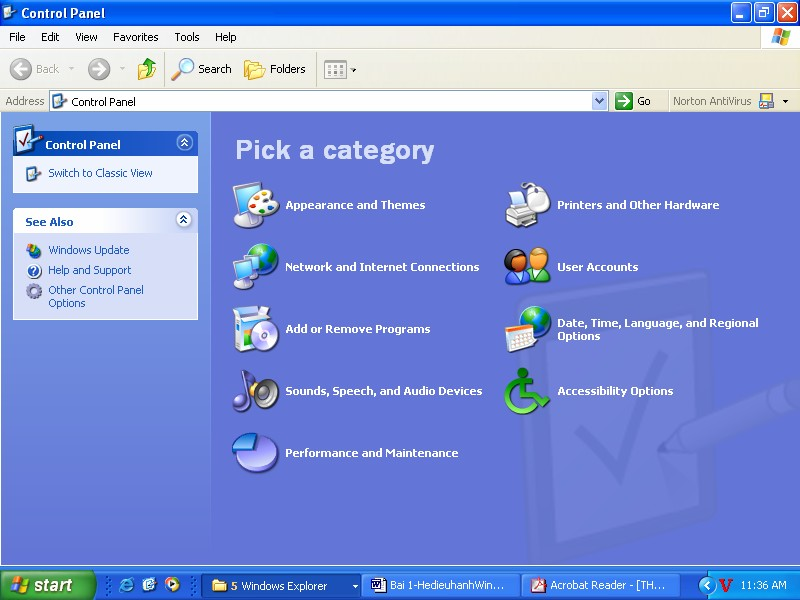 Control Panel
File Edit View Favorites Tools Help
Back Search Folders
Address Control Panel Go Norton AntiVirus
Control Panel
Switch to Classic View
See Also
Windows Update
Help and Support
Other Control Panel
Options
Pick a category
Appearance and Themes
Printers and Other Hardware
Network and Internet Connections
User Accounts
Add or Remove Programs
Date, Time, Language, and Regional
Options
Sounds, Speech, and Audio Devices
Accessibility Options
Performance and Maintenance
start 5 Windows Explorer Bai 1-HedieuhanhWin... Acrobat Reader - [TH... V 11:36 AM